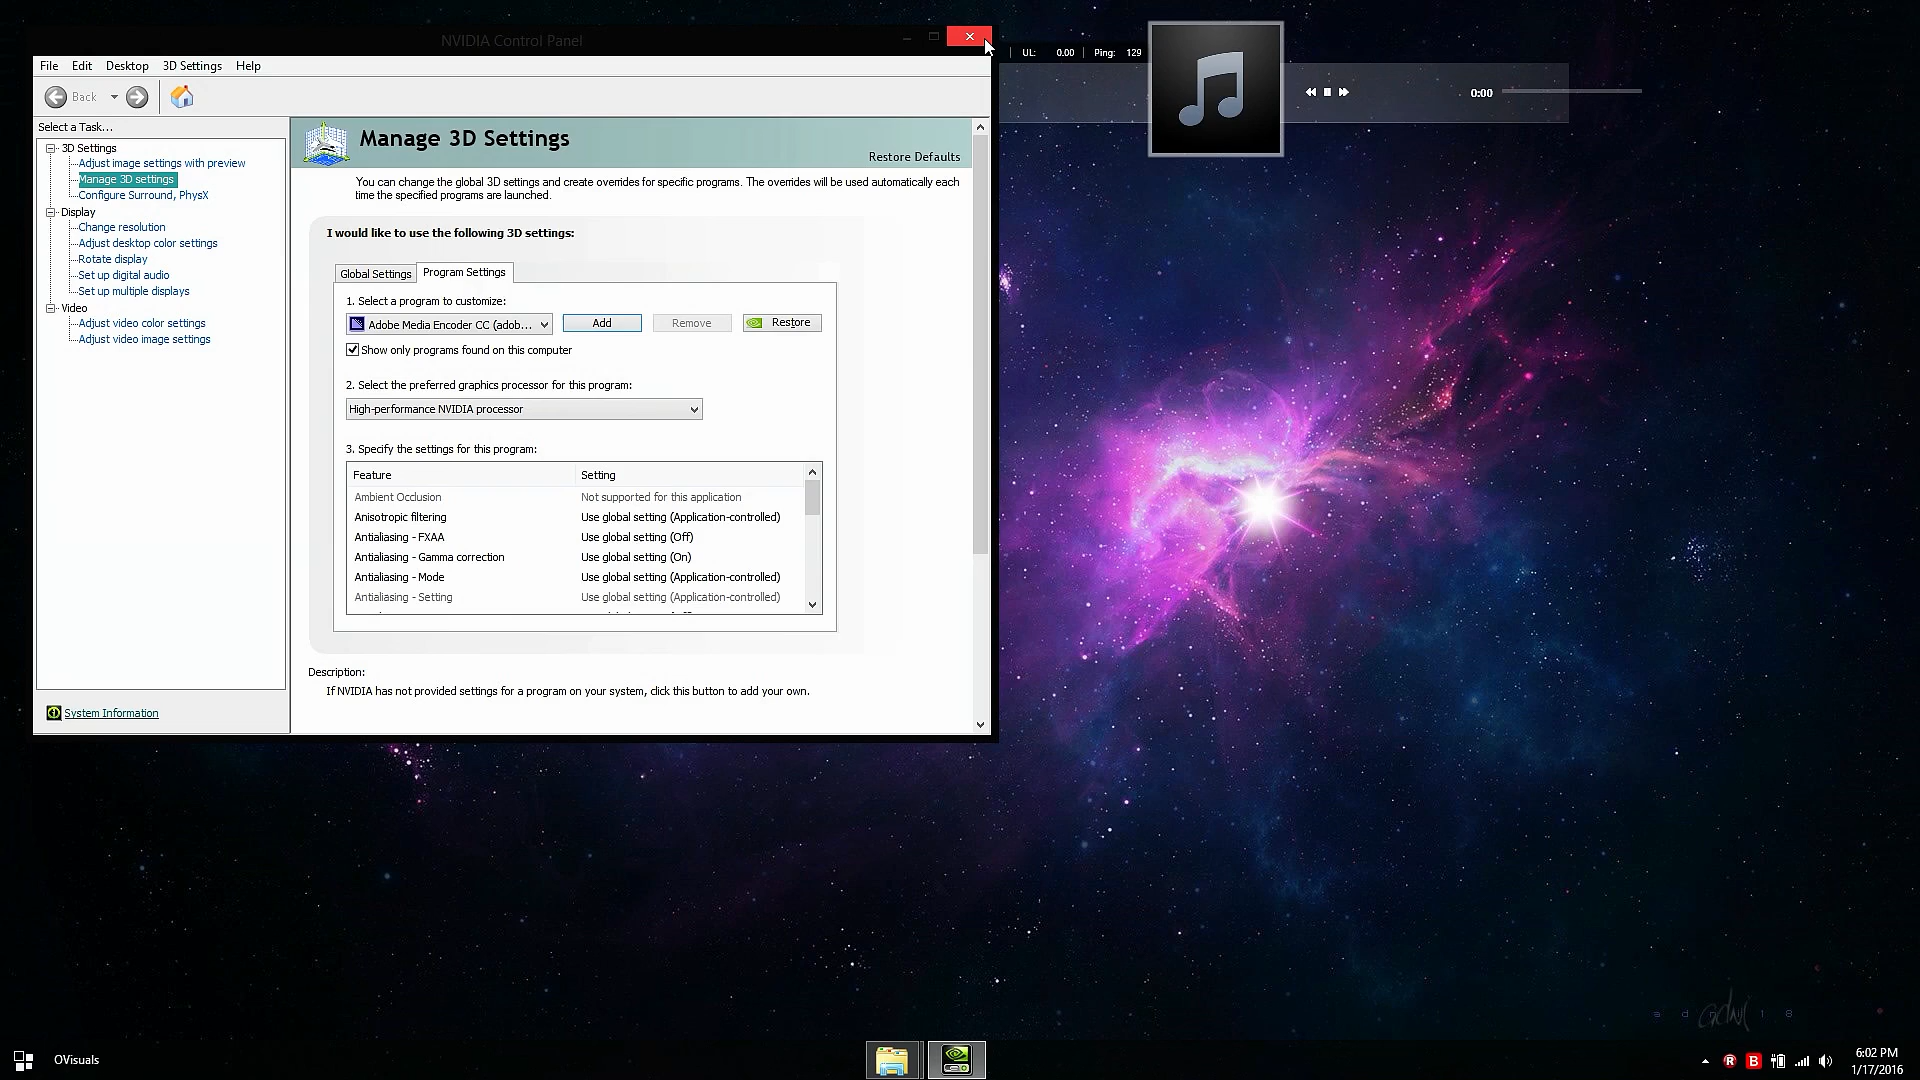 NVIDIA Control Panel
UL: 0.00 | Ping: 129
0:00
File Edit Desktop 3D Settings Help
Back
Select a Task...
3D Settings
Adjust image settings with preview
Manage 3D settings
Configure Surround, PhysX
Display
Change resolution
Adjust desktop color settings
Rotate display
Set up digital audio
Set up multiple displays
Video
Adjust video color settings
Adjust video image settings
System Information
Manage 3D Settings
Restore Defaults
You can change the global 3D settings and create overrides for specific programs. The overrides will be used automatically each
time the specified programs are launched.
I would like to use the following 3D settings:
Global Settings Program Settings
1. Select a program to customize:
Adobe Media Encoder CC (adob... Add Remove Restore
Show only programs found on this computer
2. Select the preferred graphics processor for this program:
High-performance NVIDIA processor
3. Specify the settings for this program:
Feature Setting
Ambient Occlusion Not supported for this application
Anisotropic filtering Use global setting (Application-controlled)
Antialiasing - FXAA Use global setting (Off)
Antialiasing - Gamma correction Use global setting (On)
Antialiasing - Mode Use global setting (Application-controlled)
Antialiasing - Setting Use global setting (Application-controlled)
Description:
If NVIDIA has not provided settings for a program on your system, click this button to add your own.
OVisuals
R B
6:02 PM
1/17/2016